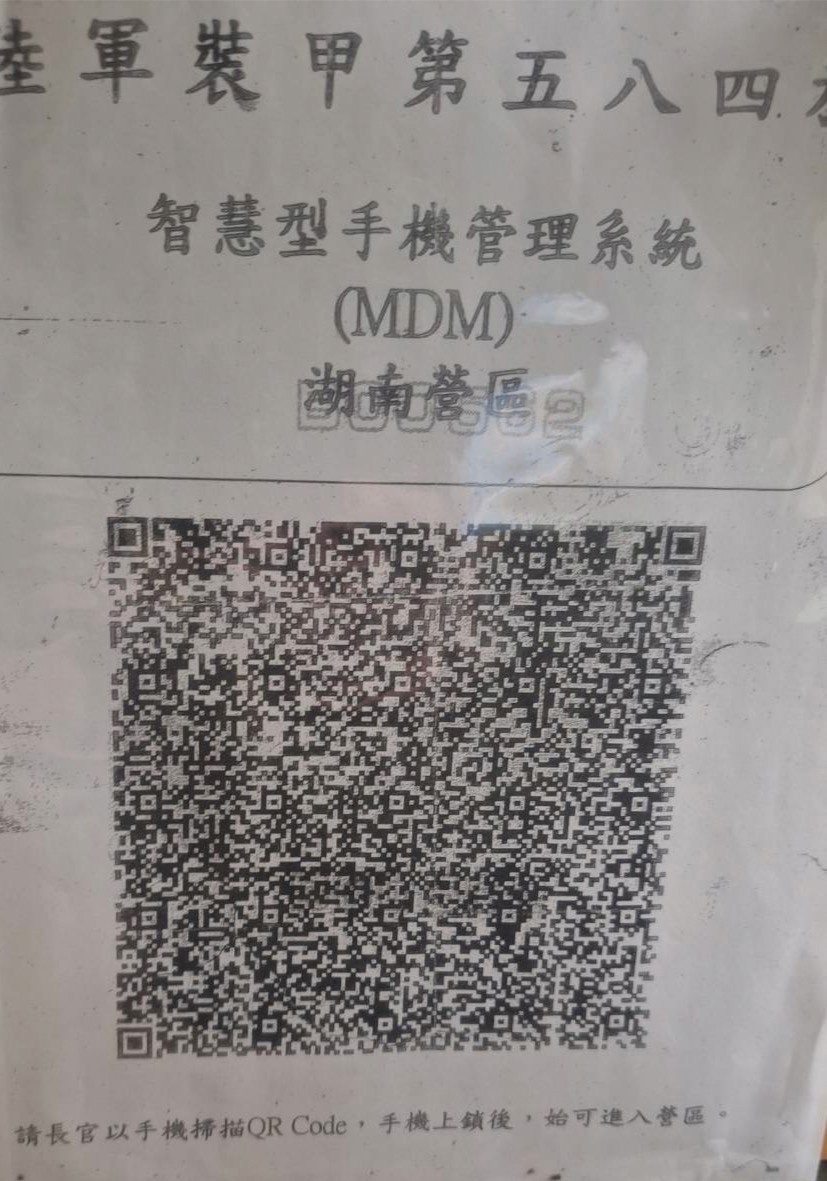 陸軍裝甲第五八四
智慧型手機管理系統
(MDM)
湖南營區
請長官以手機掃描QR Code，手機上鎖後，始可進入營區。